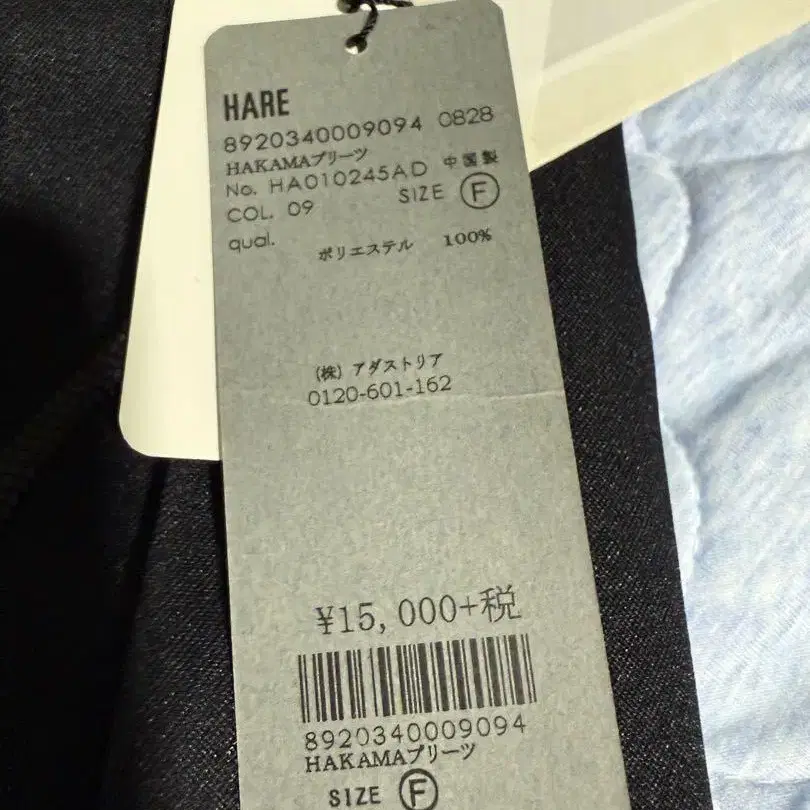 HARE
8920340009094 0828
HAKAMAプリーツ
No. HA010245AD 中国製
COL. 09 SIZE Ⓕ
qual.
ポリエステル 100%
(株) アダストリア
0120-601-162
¥15,000+税
8920340009094
HAKAMAプリーツ
SIZE Ⓕ